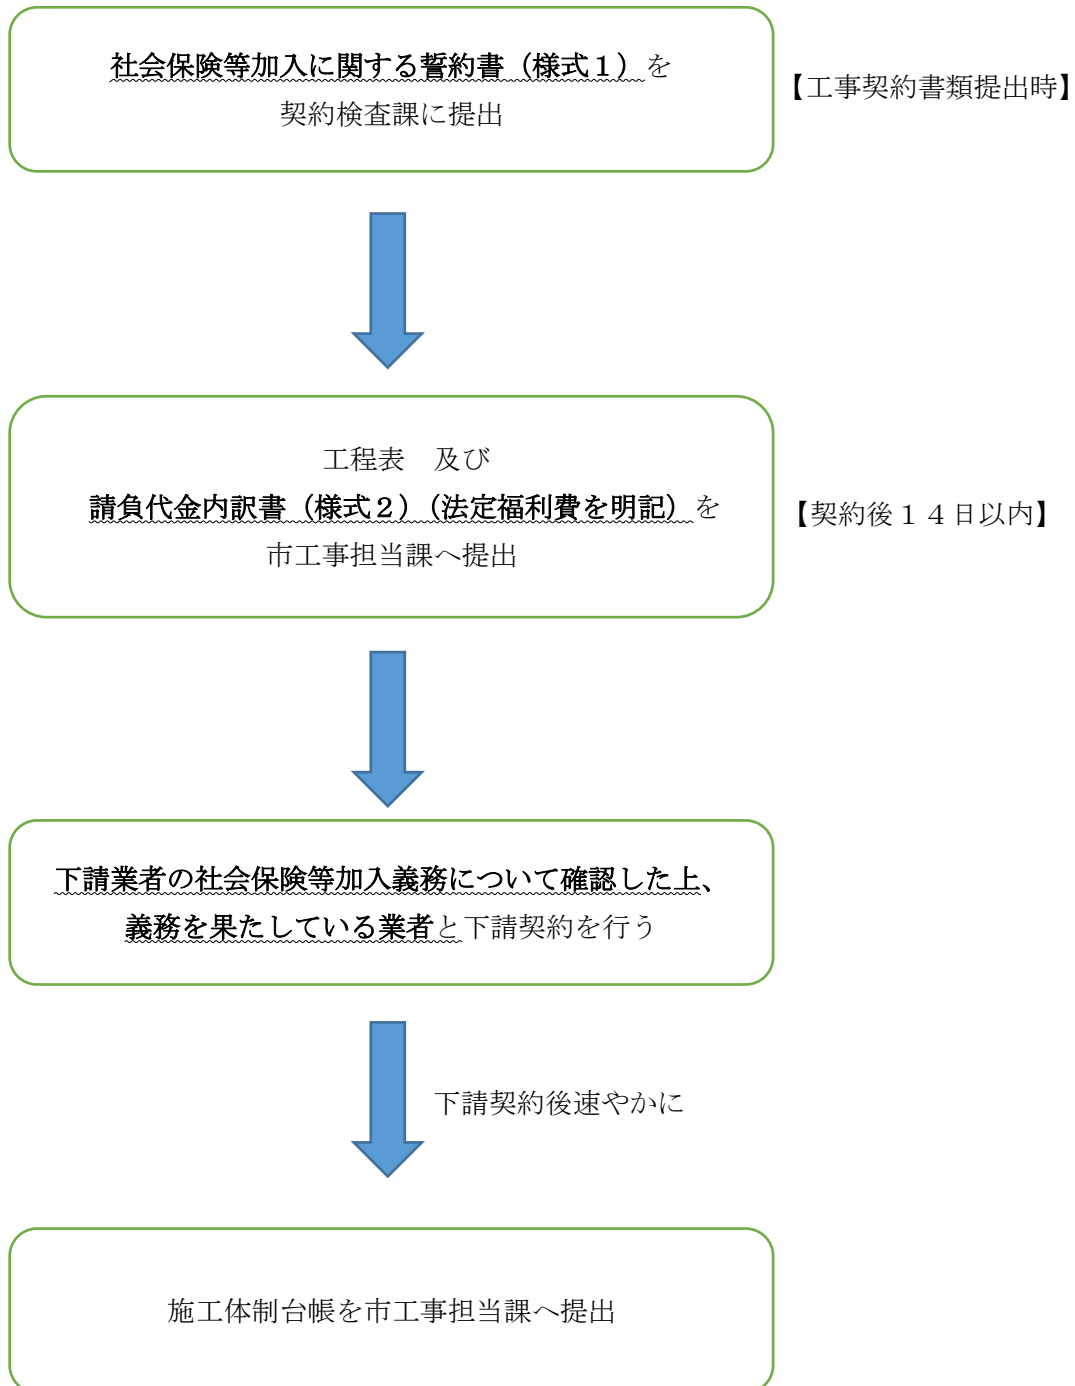 社会保険等加入に関する誓約書（様式１）を
契約検査課に提出
【工事契約書類提出時】
工程表　及び
請負代金内訳書（様式２）（法定福利費を明記）を
市工事担当課へ提出
【契約後１４日以内】
下請業者の社会保険等加入義務について確認した上、
義務を果たしている業者と下請契約を行う
下請契約後速やかに
施工体制台帳を市工事担当課へ提出